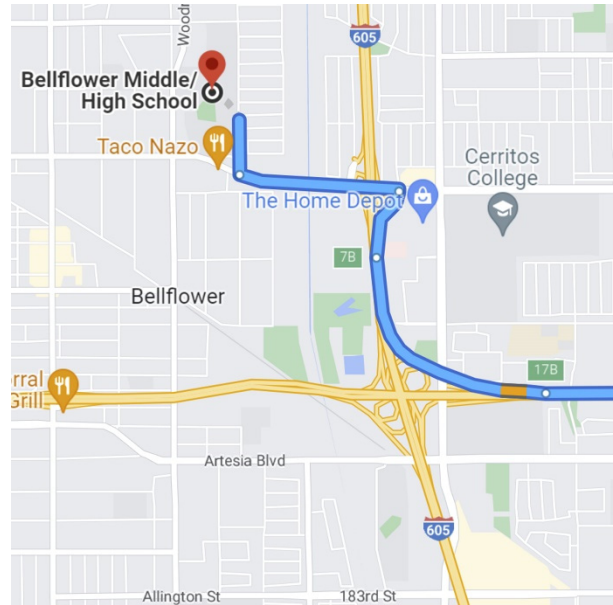 Woodr
605
Bellflower Middle/
High School
Taco Nazo
Cerritos
College
The Home Depot
7B
Bellflower
17B
orral
Grill
Artesia Blvd
605
Allington St
183rd St